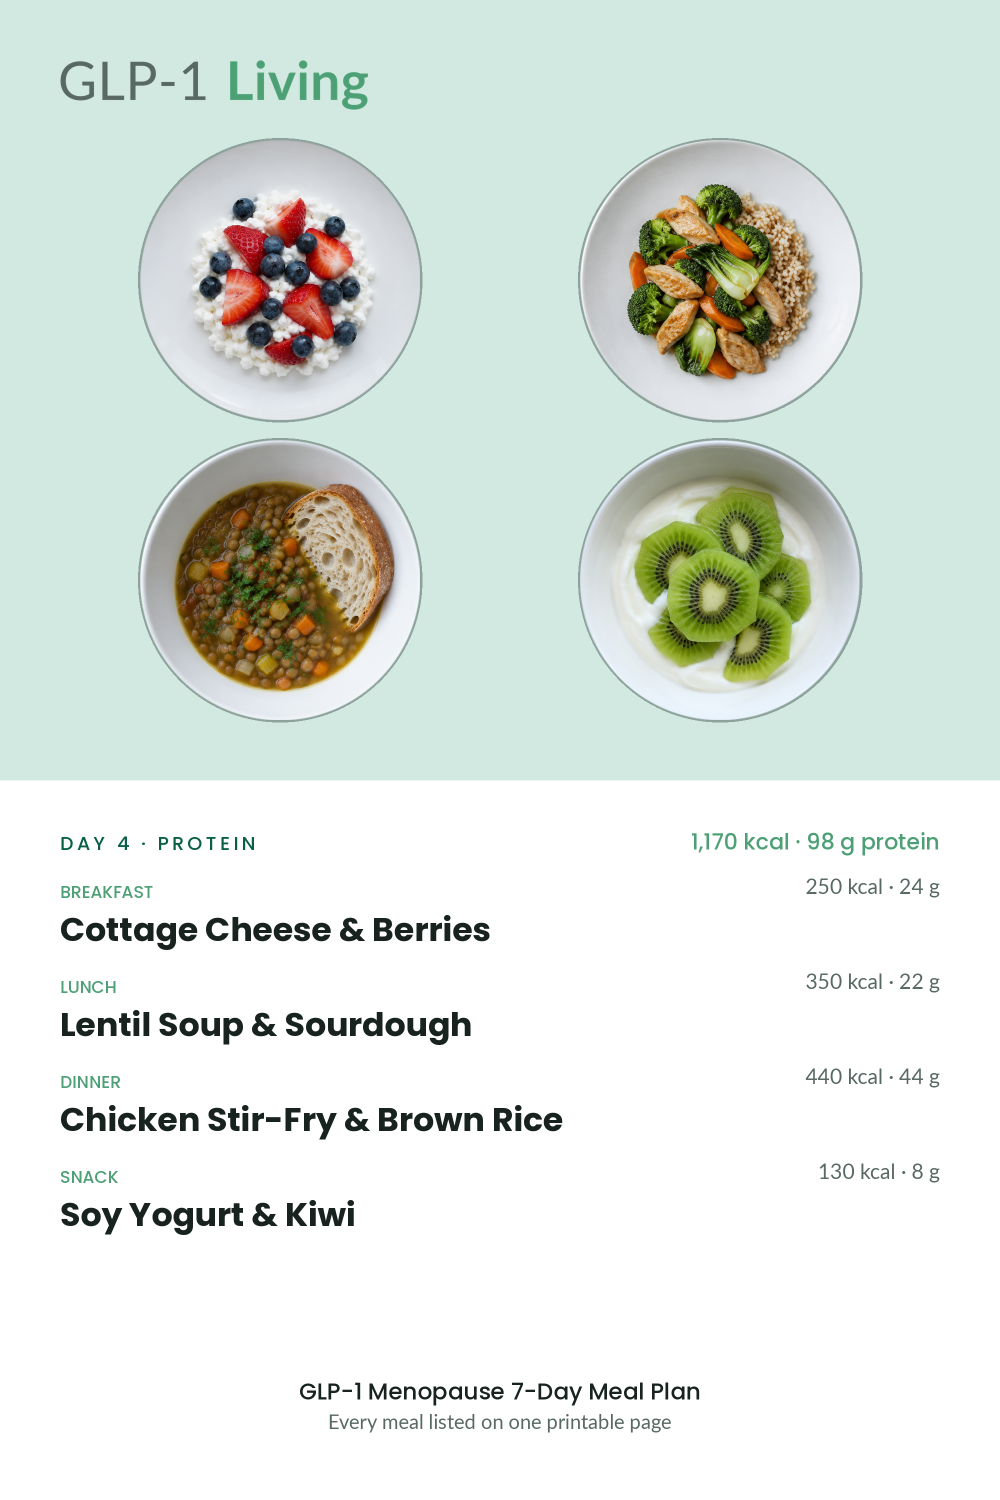 GLP-1 Living
DAY 4 · PROTEIN
1,170 kcal · 98 g protein
BREAKFAST
250 kcal · 24 g
Cottage Cheese & Berries
LUNCH
350 kcal · 22 g
Lentil Soup & Sourdough
DINNER
440 kcal · 44 g
Chicken Stir-Fry & Brown Rice
SNACK
130 kcal · 8 g
Soy Yogurt & Kiwi
GLP-1 Menopause 7-Day Meal Plan
Every meal listed on one printable page